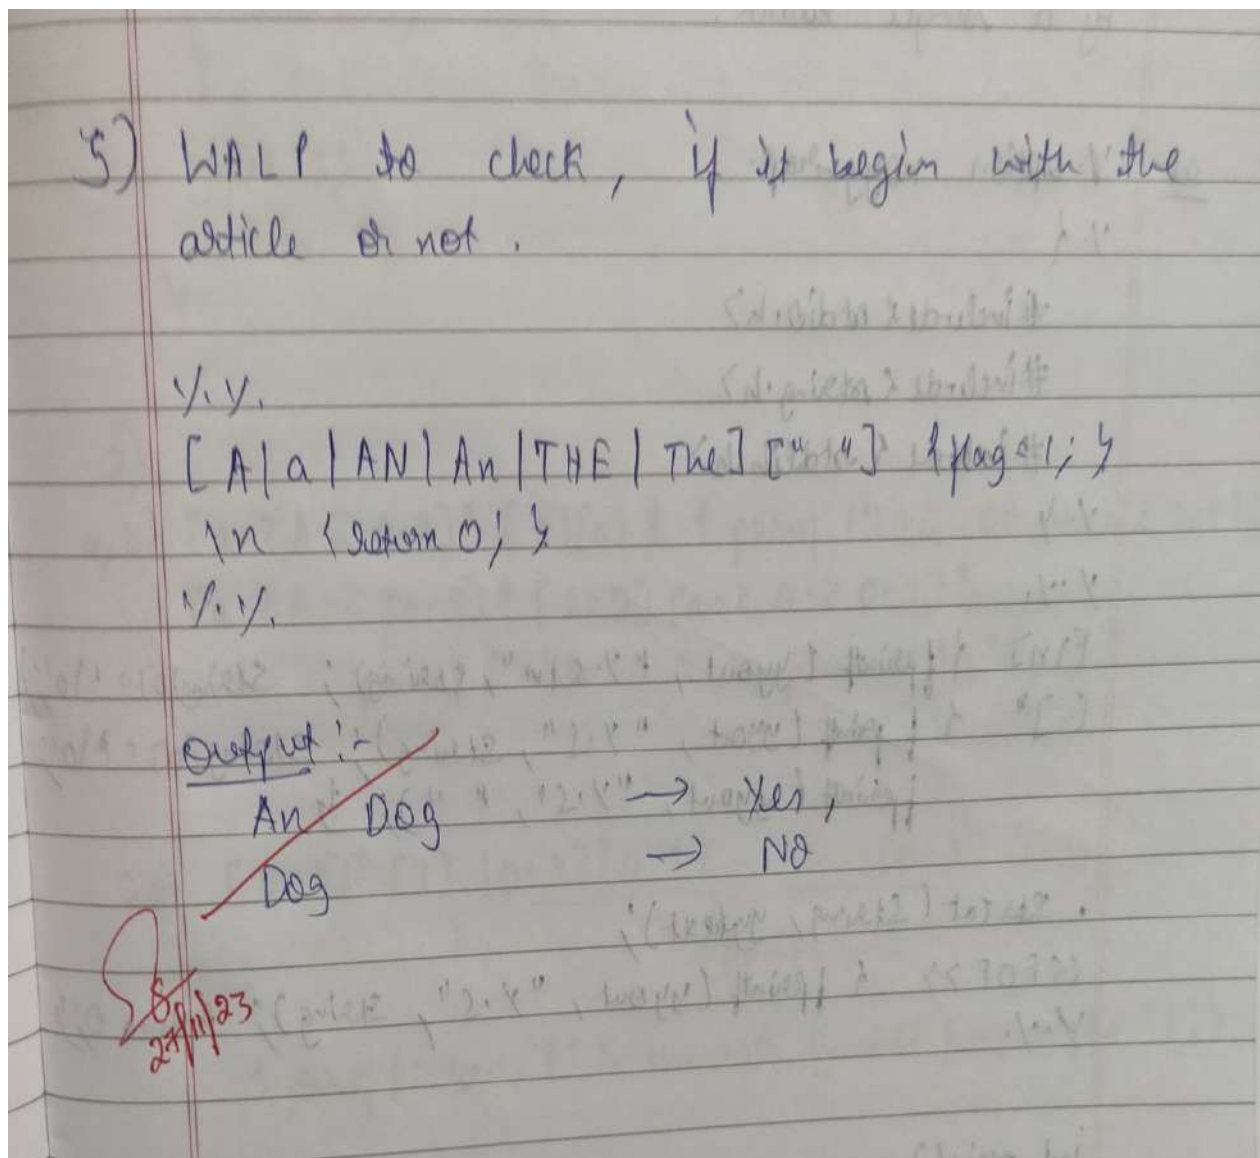 5) WALP to check, if it begin with the
article or not.
%%
[A|a|AN|An|THE|The][" "] {flag=1;}
\n {return 0;}
%%
Output :-
An Dog → Yes,
Dog → No
27/11/23